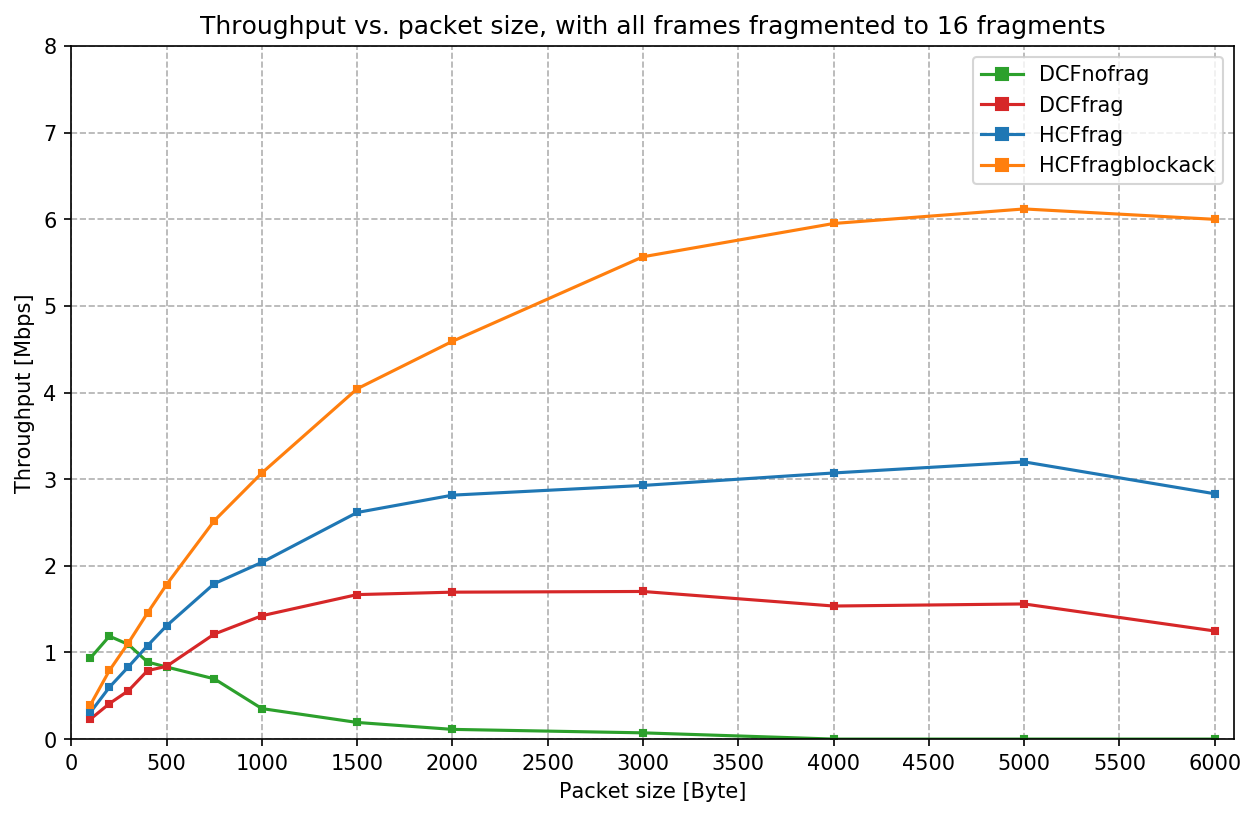 Throughput vs. packet size, with all frames fragmented to 16 fragments
8
7
6
5
4
3
2
1
0
Throughput [Mbps]
DCFnofrag
DCFfrag
HCFfrag
HCFfragblockack
0 500 1000 1500 2000 2500 3000 3500 4000 4500 5000 5500 6000
Packet size [Byte]